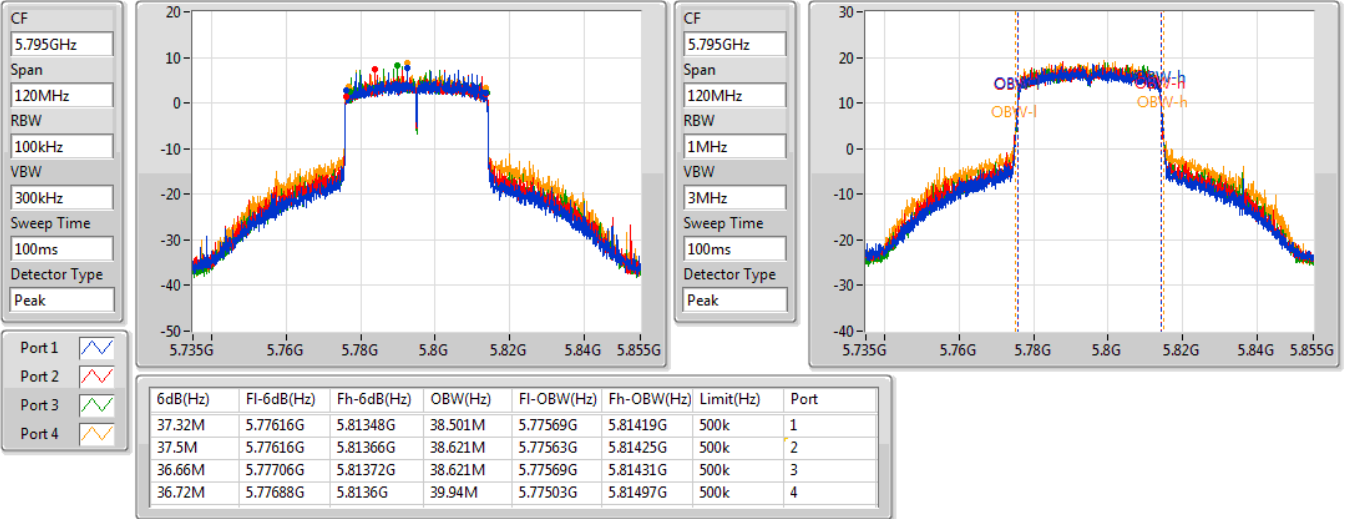 CF
5.795GHz
Span
120MHz
RBW
100kHz
VBW
300kHz
Sweep Time
100ms
Detector Type
Peak
20
10
0
-10
-20
-30
-40
-50
5.735G 5.76G 5.78G 5.8G 5.82G 5.84G 5.855G
CF
5.795GHz
Span
120MHz
RBW
1MHz
VBW
3MHz
Sweep Time
100ms
Detector Type
Peak
30
20
10
0
-10
-20
-30
-40
OBW-l
OBW-h
OBW-h
5.735G 5.76G 5.78G 5.8G 5.82G 5.84G 5.855G
Port 1
Port 2
Port 3
Port 4
6dB(Hz) Fl-6dB(Hz) Fh-6dB(Hz) OBW(Hz) Fl-OBW(Hz) Fh-OBW(Hz) Limit(Hz) Port
37.32M 5.77616G 5.81348G 38.501M 5.77569G 5.81419G 500k 1
37.5M 5.77616G 5.81366G 38.621M 5.77563G 5.81425G 500k 2
36.66M 5.77706G 5.81372G 38.621M 5.77569G 5.81431G 500k 3
36.72M 5.77688G 5.8136G 39.94M 5.77503G 5.81497G 500k 4